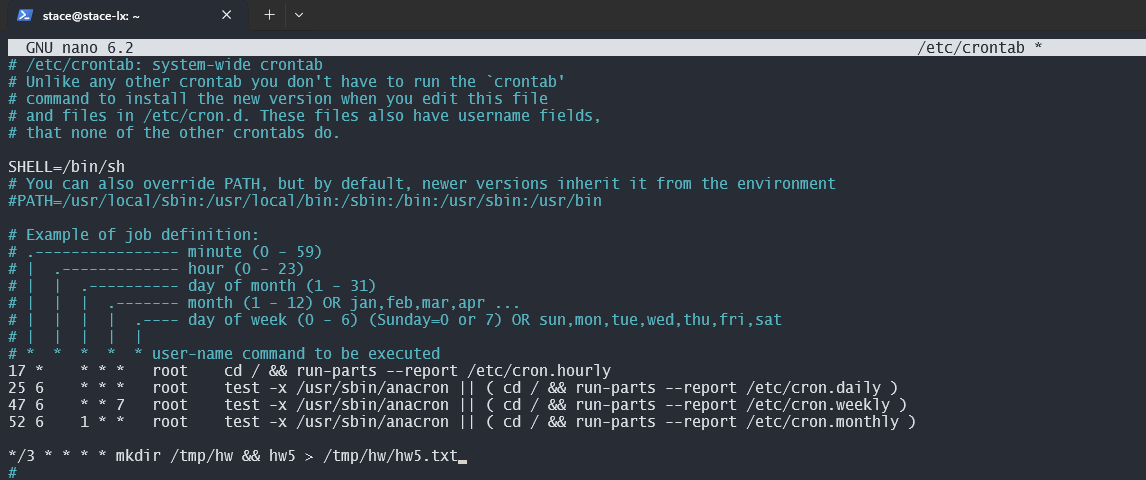 stace@stace-lx: ~
GNU nano 6.2 /etc/crontab *
# /etc/crontab: system-wide crontab
# Unlike any other crontab you don't have to run the `crontab'
# command to install the new version when you edit this file
# and files in /etc/cron.d. These files also have username fields,
# that none of the other crontabs do.

SHELL=/bin/sh
# You can also override PATH, but by default, newer versions inherit it from the environment
#PATH=/usr/local/sbin:/usr/local/bin:/sbin:/bin:/usr/sbin:/usr/bin

# Example of job definition:
# .---------------- minute (0 - 59)
# |  .------------- hour (0 - 23)
# |  |  .---------- day of month (1 - 31)
# |  |  |  .------- month (1 - 12) OR jan,feb,mar,apr ...
# |  |  |  |  .---- day of week (0 - 6) (Sunday=0 or 7) OR sun,mon,tue,wed,thu,fri,sat
# |  |  |  |  |
# *  *  *  *  * user-name command to be executed
17 *    * * *   root    cd / && run-parts --report /etc/cron.hourly
25 6    * * *   root    test -x /usr/sbin/anacron || ( cd / && run-parts --report /etc/cron.daily )
47 6    * * 7   root    test -x /usr/sbin/anacron || ( cd / && run-parts --report /etc/cron.weekly )
52 6    1 * *   root    test -x /usr/sbin/anacron || ( cd / && run-parts --report /etc/cron.monthly )

*/3 * * * * mkdir /tmp/hw && hw5 > /tmp/hw/hw5.txt
#